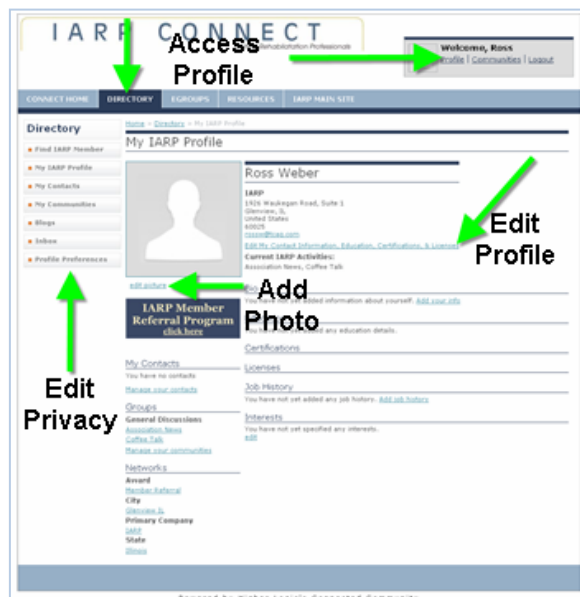 IARP CONNECT
Rehabilitation Professionals
Access
Profile
Welcome, Ross
Profile | Communities | Logout
CONNECT HOME DIRECTORY EGROUPS RESOURCES IARP MAIN SITE
Directory
Find IARP Member
My IARP Profile
My Contacts
My Communities
Blogs
Inbox
Profile Preferences
Edit
Privacy
Home > Directory > My IARP Profile
My IARP Profile
edit picture
Add
Photo
IARP Member
Referral Program
click here
My Contacts
You have no contacts
Manage your contacts
Groups
General Discussions
Association News
Coffee Talk
Manage your communities
Networks
Award
Member Referral
City
Glenview IL
Primary Company
IARP
State
Illinois
Ross Weber
IARP
1926 Waukegan Road, Suite 1
Glenview, IL
United States
60025
Edit My Contact Information, Education, Certifications, & Licenses
Edit
Profile
Current IARP Activities:
Association News, Coffee Talk
You have not yet added information about yourself. Add your info
You have not yet added any education details.
Certifications
Licenses
Job History
You have not yet added any job history. Add job history
Interests
You have not yet specified any interests.
edit